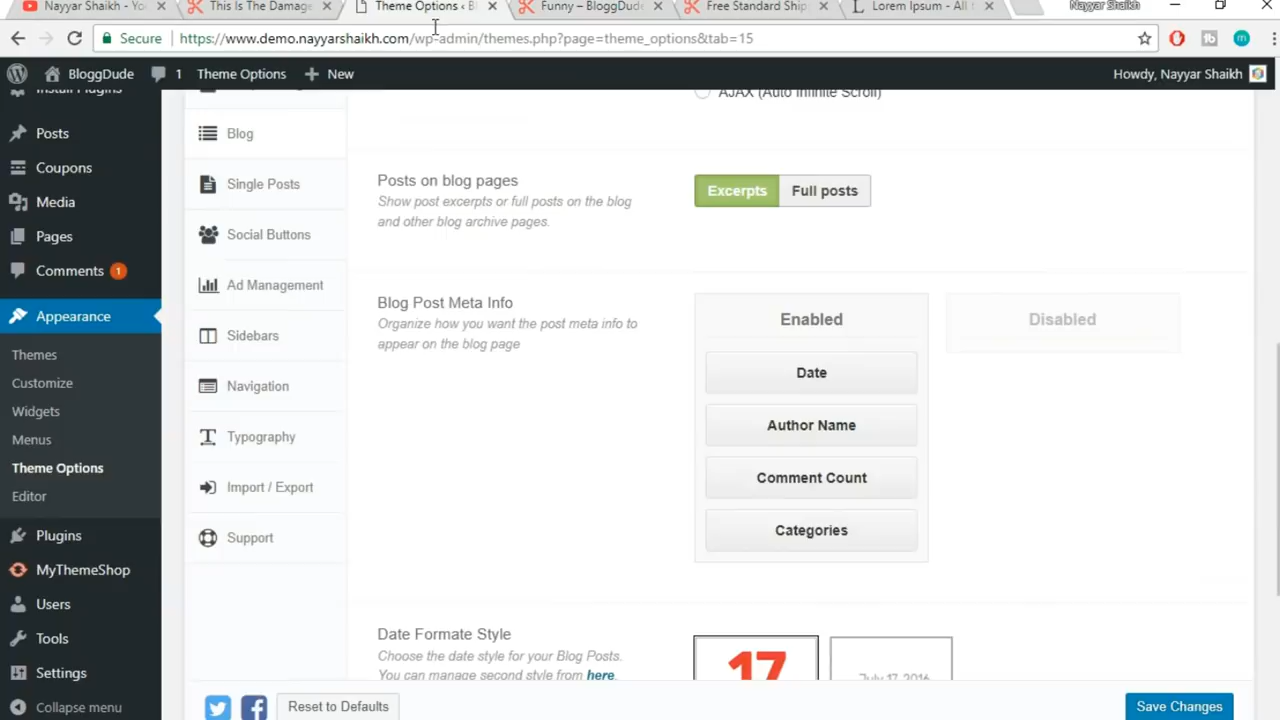 Nayyar Shaikh - Yo
This Is The Damage
Theme Options ‹ Bl
Funny – BloggDude
Free Standard Ship
Lorem Ipsum - All t
Nayyar Shaikh
Secure
https://www.demo.nayyarshaikh.com/wp-admin/themes.php?page=theme_options&tab=15
BloggDude
1
Theme Options
New
Howdy, Nayyar Shaikh
Install Plugins
Posts
Coupons
Media
Pages
Comments 1
Appearance
Themes
Customize
Widgets
Menus
Theme Options
Editor
Plugins
MyThemeShop
Users
Tools
Settings
Collapse menu
Blog
Single Posts
Social Buttons
Ad Management
Sidebars
Navigation
Typography
Import / Export
Support
AJAX (Auto Infinite Scroll)
Posts on blog pages
Show post excerpts or full posts on the blog
and other blog archive pages.
Excerpts
Full posts
Blog Post Meta Info
Organize how you want the post meta info to
appear on the blog page
Enabled
Date
Author Name
Comment Count
Categories
Disabled
Date Formate Style
Choose the date style for your Blog Posts.
You can manage second style from here.
17
July 17, 2016
Reset to Defaults
Save Changes